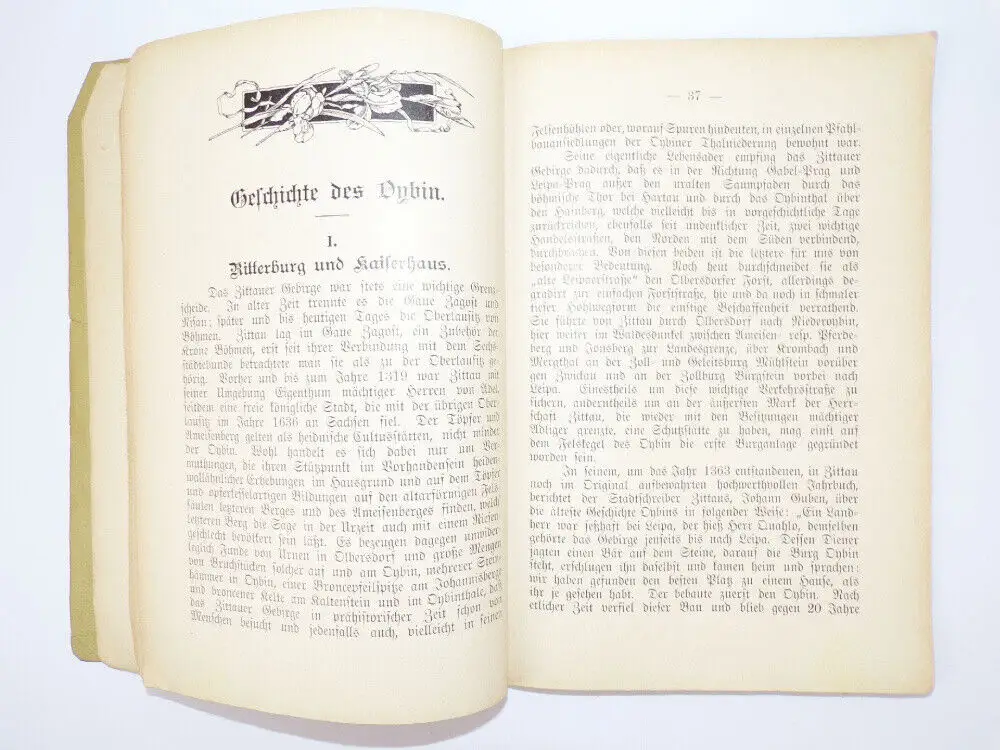 Geschichte des Oybin.
I.
Ritterburg und Kaiserhaus.
Das Zittauer Gebirge war stets eine wichtige Grenz-
scheide. In alter Zeit trennte es die Gaue Zagost und
Nisan; später und bis heutigen Tages die Oberlausitz von
Böhmen. Zittau lag im Gaue Zagost, ein Zubehör der
Krone Böhmen, erst seit ihrer Verbindung mit dem Sechs-
städtebunde betrachtete man sie als zu der Oberlausitz ge-
hörig. Vorher und bis zum Jahre 1319 war Zittau mit
seiner Umgebung Eigenthum mächtiger Herren von Adel,
seitdem eine freie königliche Stadt, die mit der übrigen Ober-
lausitz im Jahre 1636 an Sachsen fiel. Der Töpfer und
Ameisenberg gelten als heidnische Cultusstätten, nicht minder
der Oybin. Wohl handelt es sich dabei nur um Ver-
muthungen, die ihren Stützpunkt im Vorhandensein heiden-
wallähnlicher Erhebungen im Hausgrund und auf dem Töpfer
und opferkesselartigen Bildungen auf den altarförmigen Fels-
säulen letzteren Berges und des Ameisenberges finden, welch
letzteren Berg die Sage in der Urzeit auch mit einem Riesen-
geschlecht bevölkert sein läßt. Es bezeugen dagegen unwider-
leglich Funde von Urnen in Olbersdorf und große Mengen
von Bruchstücken solcher auf und am Oybin, mehrerer Stein-
hämmer in Oybin, einer Broncepfeilspitze am Johannisberge
und broncener Kelte am Kaltenstein und im Oybinthale, daß
das Zittauer Gebirge in prähistorischer Zeit schon von
Menschen besucht und jedenfalls auch, vielleicht in seinen
— 37 —
Felsenhöhlen oder, worauf Spuren hindeuten, in einzelnen Pfahl-
bauansiedlungen der Oybiner Thalniederung bewohnt war.
Seine eigentliche Lebensader empfing das Zittauer
Gebirge dadurch, daß es in der Richtung Gabel-Prag und
Leipa-Prag außer den uralten Saumpfaden durch das
böhmische Thor bei Hartau und durch das Oybinthal über
den Hainberg, welche vielleicht bis in vorgeschichtliche Tage
zurückreichen, ebenfalls seit undenklicher Zeit, zwei wichtige
Handelsstraßen, den Norden mit dem Süden verbindend,
durchbrachen. Von diesen beiden ist die letztere für uns von
besonderer Bedeutung. Noch heut durchschneidet sie als
„alte Leipaerstraße“ den Olbersdorfer Forst, allerdings de-
gradirt zur einfachen Forststraße, hie und da noch in schmaler
tiefer Hohlwegform die einstige Beschaffenheit verrathend.
Sie führte von Zittau durch Olbersdorf nach Niederoybin,
hier weiter im Waldesdunkel zwischen Ameisen- resp. Pferde-
berg und Jonsberg zur Landesgrenze, über Krombach und
Mergthal an der Zoll- und Geleitsburg Mühlstein vorüber
gen Zwickau und an der Zollburg Bürgstein vorbei nach
Leipa. Einestheils um diese wichtige Verkehrsstraße zu
sichern, anderntheils um an der äußersten Mark der Herr-
schaft Zittau, die wieder mit den Besitzungen mächtiger
Adliger grenzte, eine Schutzstätte zu haben, mag einst auf
dem Felskegel des Oybin die erste Burganlage gegründet
worden sein.
In seinem, um das Jahr 1363 entstandenen, in Zittau
noch im Original aufbewahrten hochwerthvollen Jahrbuch,
berichtet der Stadtschreiber Zittaus, Johann Guben, über
die älteste Geschichte Oybins in folgender Weise: „Ein Land-
herr war seßhaft bei Leipa, der hieß Herr Quahlo, demselben
gehörte das Gebirge jenseits bis nach Leipa. Dessen Diener
jagten einen Bär auf dem Steine, darauf die Burg Oybin
steht, erschlugen ihn daselbst und kamen heim und sprachen:
wir haben gefunden den besten Platz zu einem Hause, als
ihr je gesehen habt. Der bebaute zuerst den Oybin. Nach
etlicher Zeit verfiel dieser Bau und blieb gegen 20 Jahre